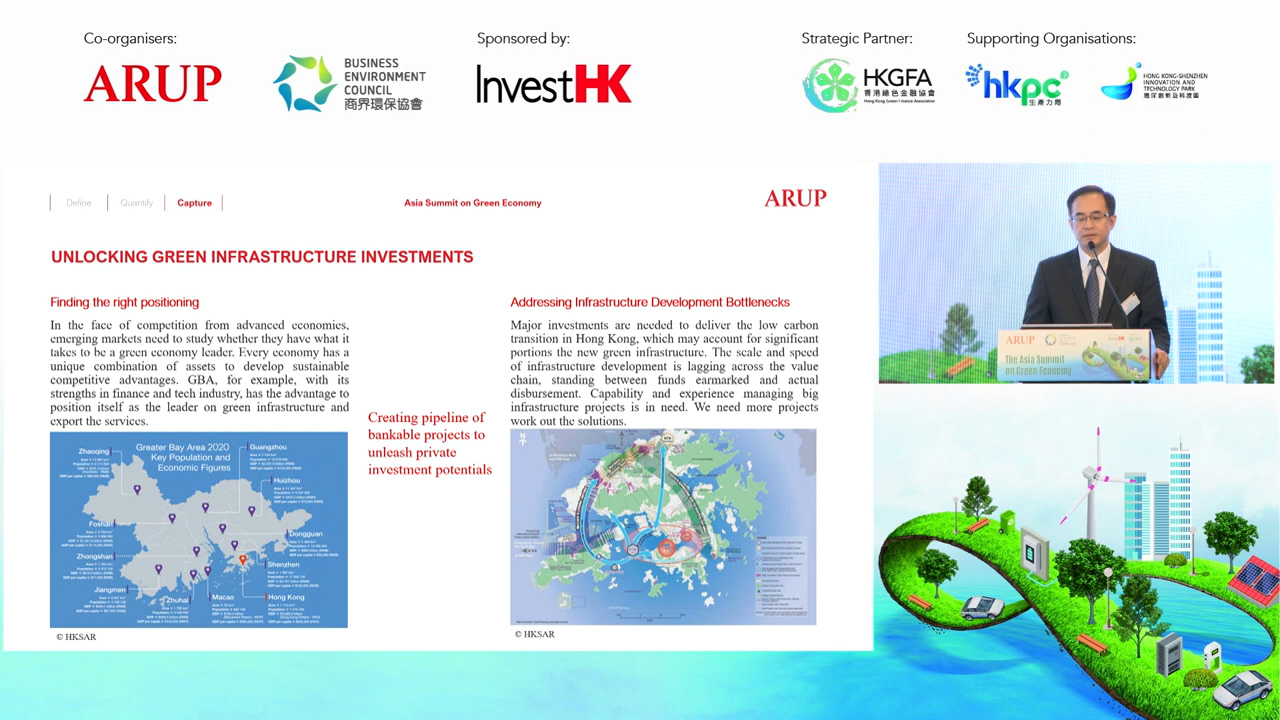 Co-organisers:
Sponsored by:
Strategic Partner:
Supporting Organisations:
ARUP
BUSINESS
ENVIRONMENT
COUNCIL
商界環保協會
InvestHK
HKGFA
香港綠色金融協會
Hong Kong Green Finance Association
hkpc
生產力局
HONG KONG-SHENZHEN
INNOVATION AND
TECHNOLOGY PARK
港深創新及科技園
Define
Quantify
Capture
Asia Summit on Green Economy
ARUP
UNLOCKING GREEN INFRASTRUCTURE INVESTMENTS
Finding the right positioning
In the face of competition from advanced economies,
emerging markets need to study whether they have what it
takes to be a green economy leader. Every economy has a
unique combination of assets to develop sustainable
competitive advantages. GBA, for example, with its
strengths in finance and tech industry, has the advantage to
position itself as the leader on green infrastructure and
export the services.
Creating pipeline of
bankable projects to
unleash private
investment potentials
Addressing Infrastructure Development Bottlenecks
Major investments are needed to deliver the low carbon
transition in Hong Kong, which may account for significant
portions the new green infrastructure. The scale and speed
of infrastructure development is lagging across the value
chain, standing between funds earmarked and actual
disbursement. Capability and experience managing big
infrastructure projects is in need. We need more projects
work out the solutions.
Greater Bay Area 2020
Key Population and
Economic Figures
Zhaoqing
Guangzhou
Huizhou
Foshan
Dongguan
Zhongshan
Shenzhen
Jiangmen
Zhuhai
Macao
Hong Kong
© HKSAR
© HKSAR
ARUP
InvestHK
The Asia Summit
on Green Economy